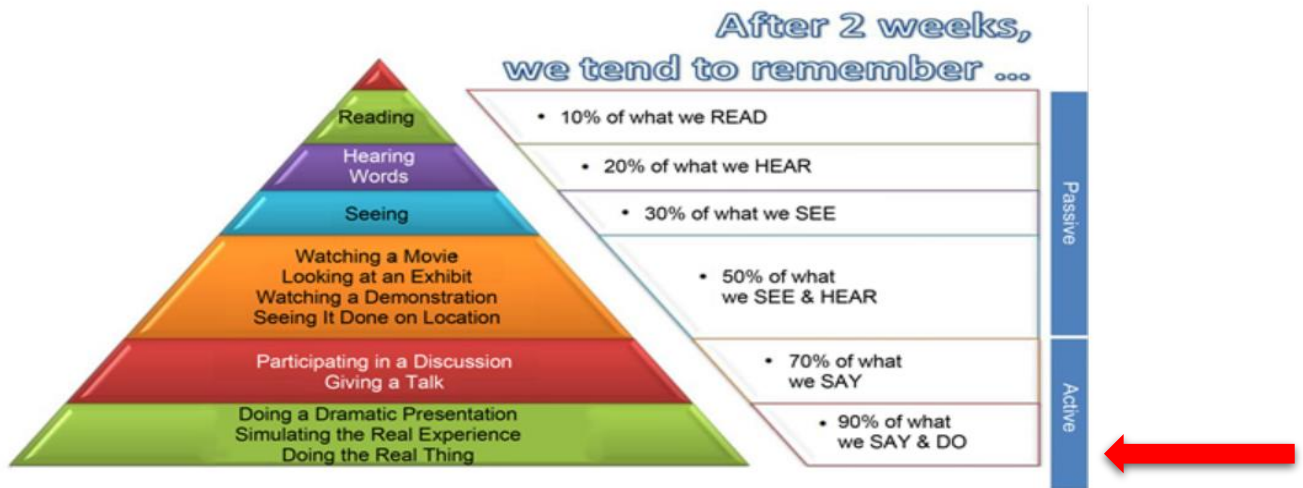 After 2 weeks,
we tend to remember ...
Reading
• 10% of what we READ
Hearing
Words
• 20% of what we HEAR
Seeing
• 30% of what we SEE
Watching a Movie
Looking at an Exhibit
Watching a Demonstration
Seeing It Done on Location
• 50% of what
we SEE & HEAR
Passive
Participating in a Discussion
Giving a Talk
• 70% of what
we SAY
Doing a Dramatic Presentation
Simulating the Real Experience
Doing the Real Thing
• 90% of what
we SAY & DO
Active